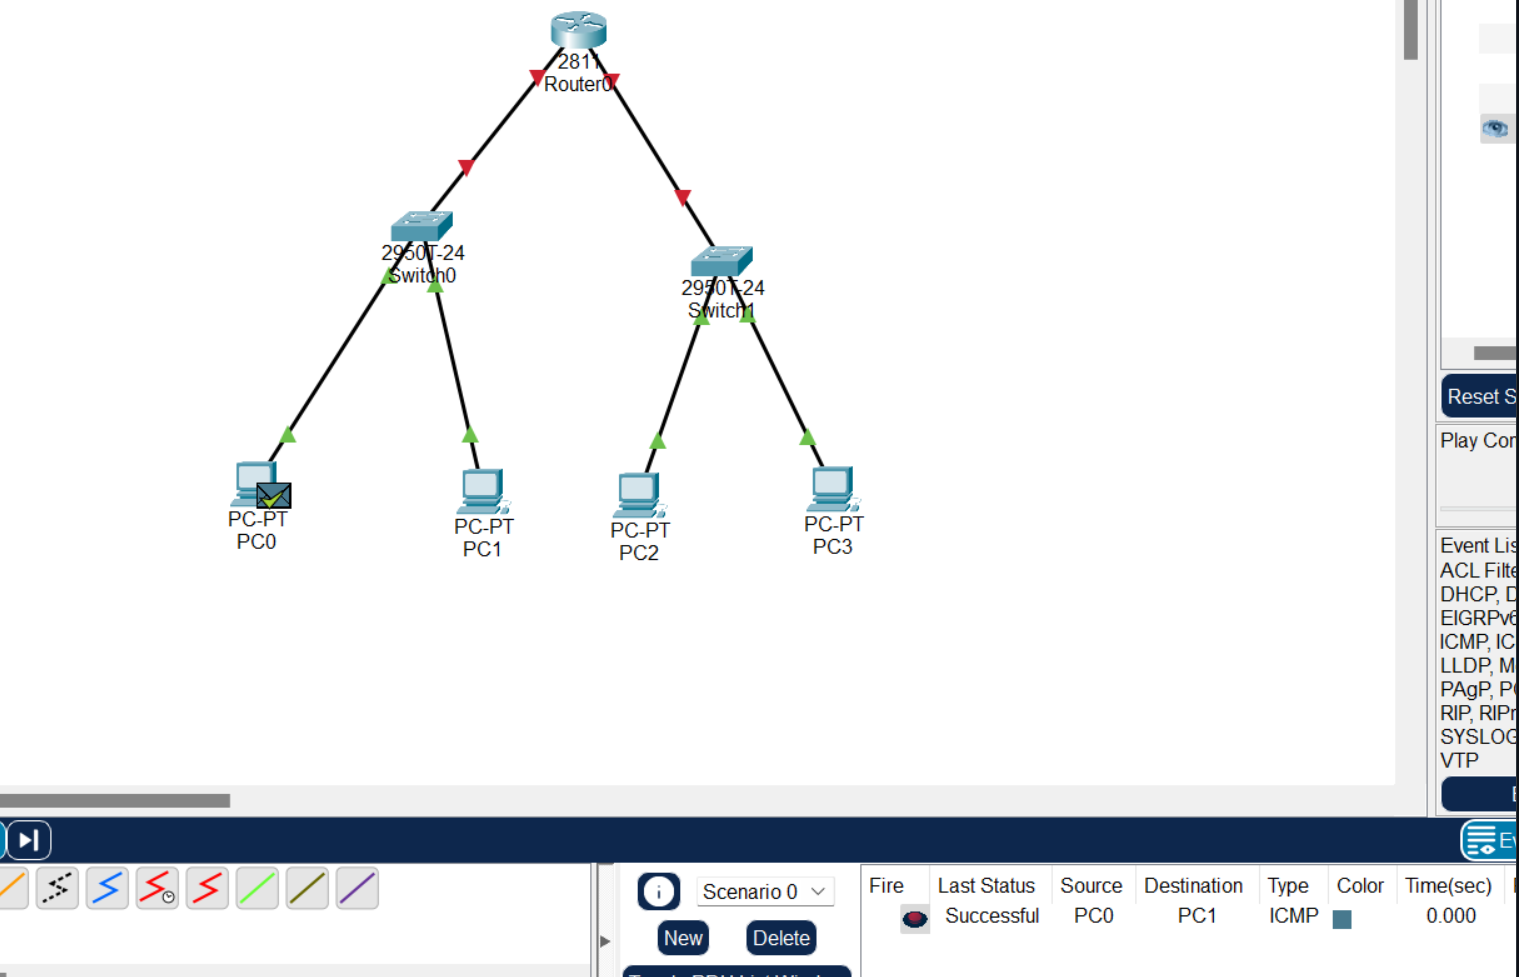 2811
Router0
2950T-24
Switch0
2950T-24
Switch1
PC-PT
PC0
PC-PT
PC1
PC-PT
PC2
PC-PT
PC3
Reset S
Play Con
Event Lis
ACL Filte
DHCP, D
EIGRPv6
ICMP, IC
LLDP, M
PAgP, P
RIP, RIPn
SYSLOG
VTP
Ev
Scenario 0
New
Delete
Fire Last Status Source Destination Type Color Time(sec)
Successful PC0 PC1 ICMP 0.000